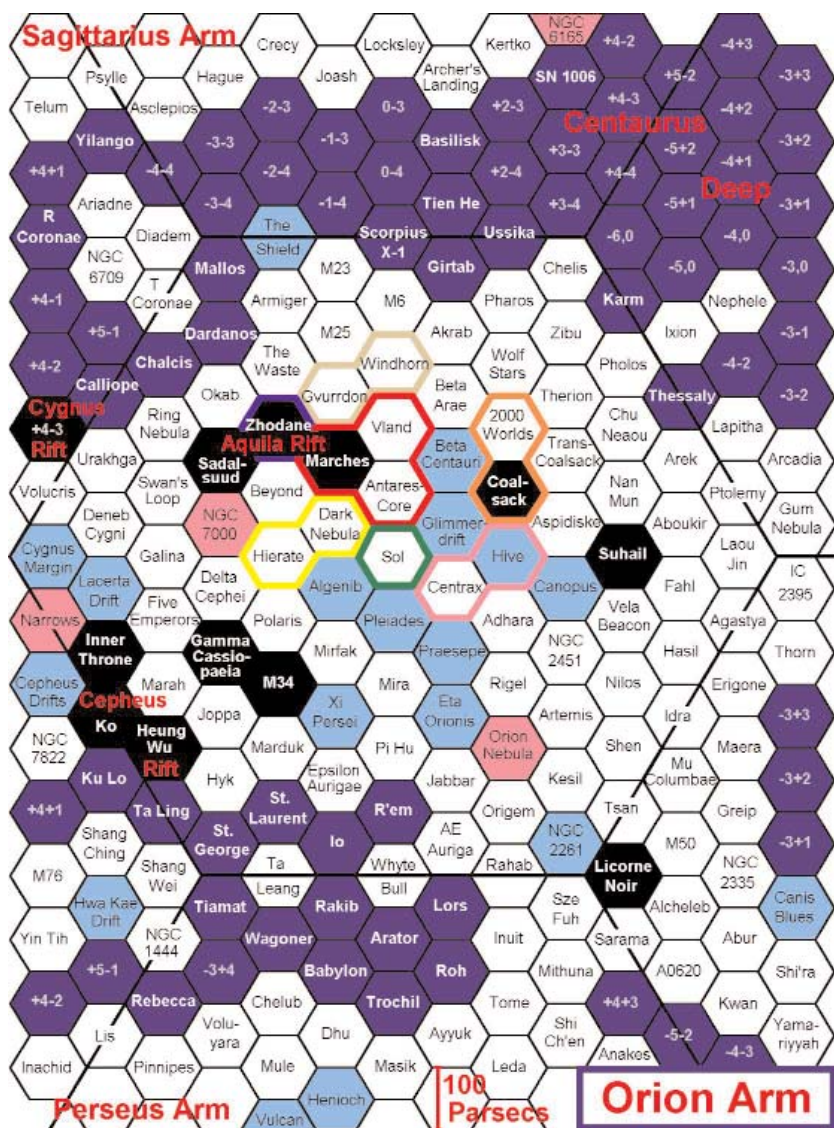 Sagittarius Arm
Crecy
Locksley
Kertko
NGC
6165
+4-2
-4+3
Psylle
Hague
Joash
Archer's
Landing
SN 1006
+5-2
-3+3
Telum
Asclepios
-2-3
0-3
+2-3
+4-3
-4+2
Yilango
-3-3
-1-3
Basilisk
Centaurus
+3-3
-5+2
-3+2
+4+1
-4-4
-2-4
0-4
+2-4
+4-4
-4+1
Deep
Ariadne
-3-4
-1-4
Tien He
+3-4
-5+1
-3+1
R
Coronae
Diadem
The
Shield
Scorpius
X-1
Ussika
-6,0
-4,0
NGC
6709
Mallos
M23
Girtab
Chelis
-5,0
-3,0
+4-1
T
Coronae
Armiger
M6
Pharos
Karm
Nephele
+5-1
Dardanos
M25
Akrab
Zibu
Ixion
-3-1
+4-2
Chalcis
The
Waste
Windhorn
Wolf
Stars
Pholos
-4-2
Calliope
Okab
Gvurrdon
Beta
Arae
Therion
Thessaly
-3-2
Cygnus
+4-3
Rift
Ring
Nebula
Zhodane
Vland
2000
Worlds
Chu
Neaou
Lapitha
Aquila Rift
Urakhga
Sadal-
suud
Marches
Beta
Centauri
Trans-
Coalsack
Arek
Arcadia
Volucris
Swan's
Loop
Beyond
Antares-
Core
Coal-
sack
Nan
Mun
Ptolemy
Deneb
Cygni
NGC
7000
Dark
Nebula
Glimmer-
drift
Aspidiske
Aboukir
Gum
Nebula
Cygnus
Margin
Galina
Hierate
Sol
Hive
Suhail
Laou
Jin
Lacerta
Drift
Delta
Cephei
Algenib
Centrax
Canopus
Fahl
IC
2395
Narrows
Five
Emperors
Polaris
Pleiades
Adhara
Vela
Beacon
Agastya
Inner
Throne
Gamma
Cassio-
paeia
Mirfak
Praesepe
NGC
2451
Hasil
Thorn
Cepheus
Drifts
Marah
M34
Mira
Rigel
Nilos
Erigone
Cepheus
Ko
Joppa
Xi
Persei
Eta
Orionis
Artemis
Idra
-3+3
NGC
7822
Heung
Wu
Rift
Marduk
Pi Hu
Orion
Nebula
Shen
Maera
Ku Lo
Hyk
Epsilon
Aurigae
Jabbar
Kesil
Mu
Columbae
-3+2
+4+1
Ta Ling
St.
Laurent
R'em
Origem
Tsan
Greip
Shang
Ching
St.
George
Io
AE
Auriga
NGC
2261
M50
-3+1
M76
Shang
Wei
Ta
Leang
Whyte
Bull
Rahab
Licorne
Noir
NGC
2335
Hwa Kae
Drift
Tiamat
Rakib
Lors
Sze
Fuh
Alcheleb
Canis
Blues
Yin Tih
NGC
1444
Wagoner
Arator
Inuit
Sarama
Abur
+5-1
-3+4
Babylon
Roh
Mithuna
A0620
Shi'ra
+4-2
Rebecca
Chelub
Trochil
Tome
+4+3
Kwan
Lis
Volu-
yara
Dhu
Ayyuk
Shi
Ch'en
-5-2
Yama-
riyyah
Inachid
Pinnipes
Mule
Masik
Leda
Anakes
-4-3
Henioch
100
Parsecs
Perseus Arm
Vulcan
Orion Arm